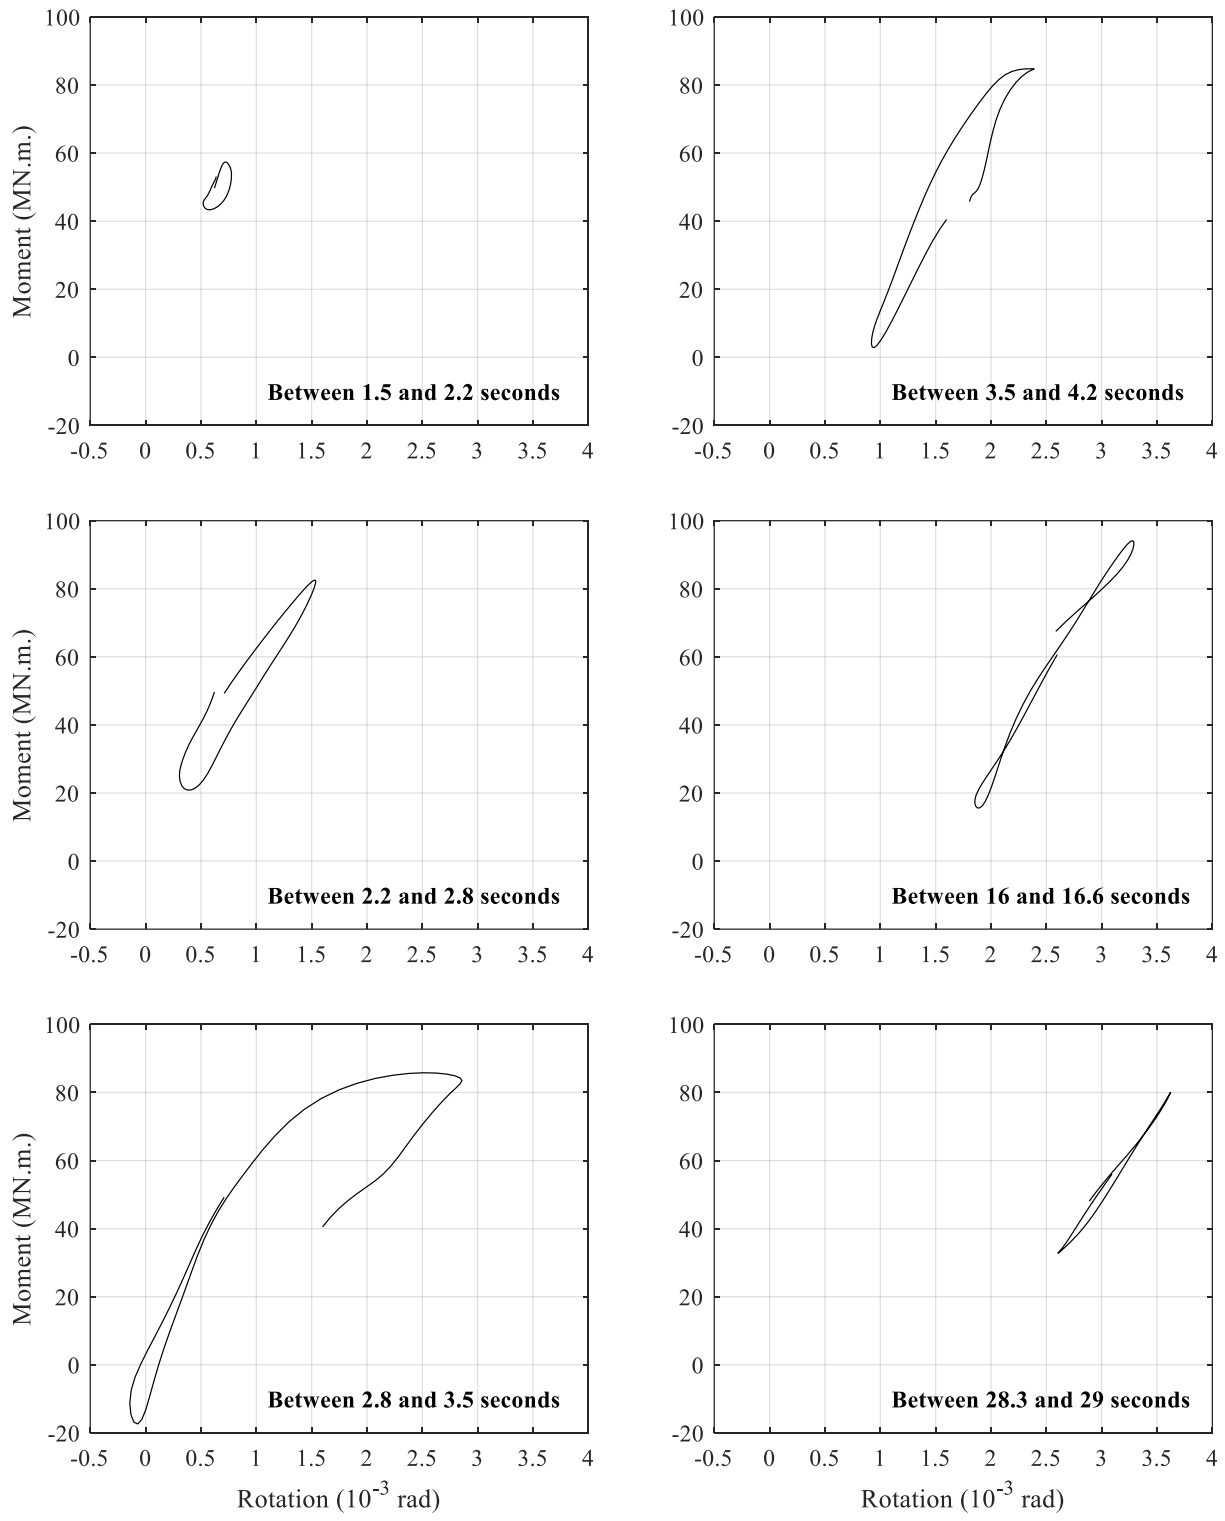 100
80
60
40
20
0
-20
Moment (MN.m.)
Between 1.5 and 2.2 seconds
-0.5 0 0.5 1 1.5 2 2.5 3 3.5 4
100
80
60
40
20
0
-20
Between 3.5 and 4.2 seconds
-0.5 0 0.5 1 1.5 2 2.5 3 3.5 4
100
80
60
40
20
0
-20
Moment (MN.m.)
Between 2.2 and 2.8 seconds
-0.5 0 0.5 1 1.5 2 2.5 3 3.5 4
100
80
60
40
20
0
-20
Between 16 and 16.6 seconds
-0.5 0 0.5 1 1.5 2 2.5 3 3.5 4
100
80
60
40
20
0
-20
Moment (MN.m.)
Between 2.8 and 3.5 seconds
-0.5 0 0.5 1 1.5 2 2.5 3 3.5 4
Rotation (10⁻³ rad)
100
80
60
40
20
0
-20
Between 28.3 and 29 seconds
-0.5 0 0.5 1 1.5 2 2.5 3 3.5 4
Rotation (10⁻³ rad)